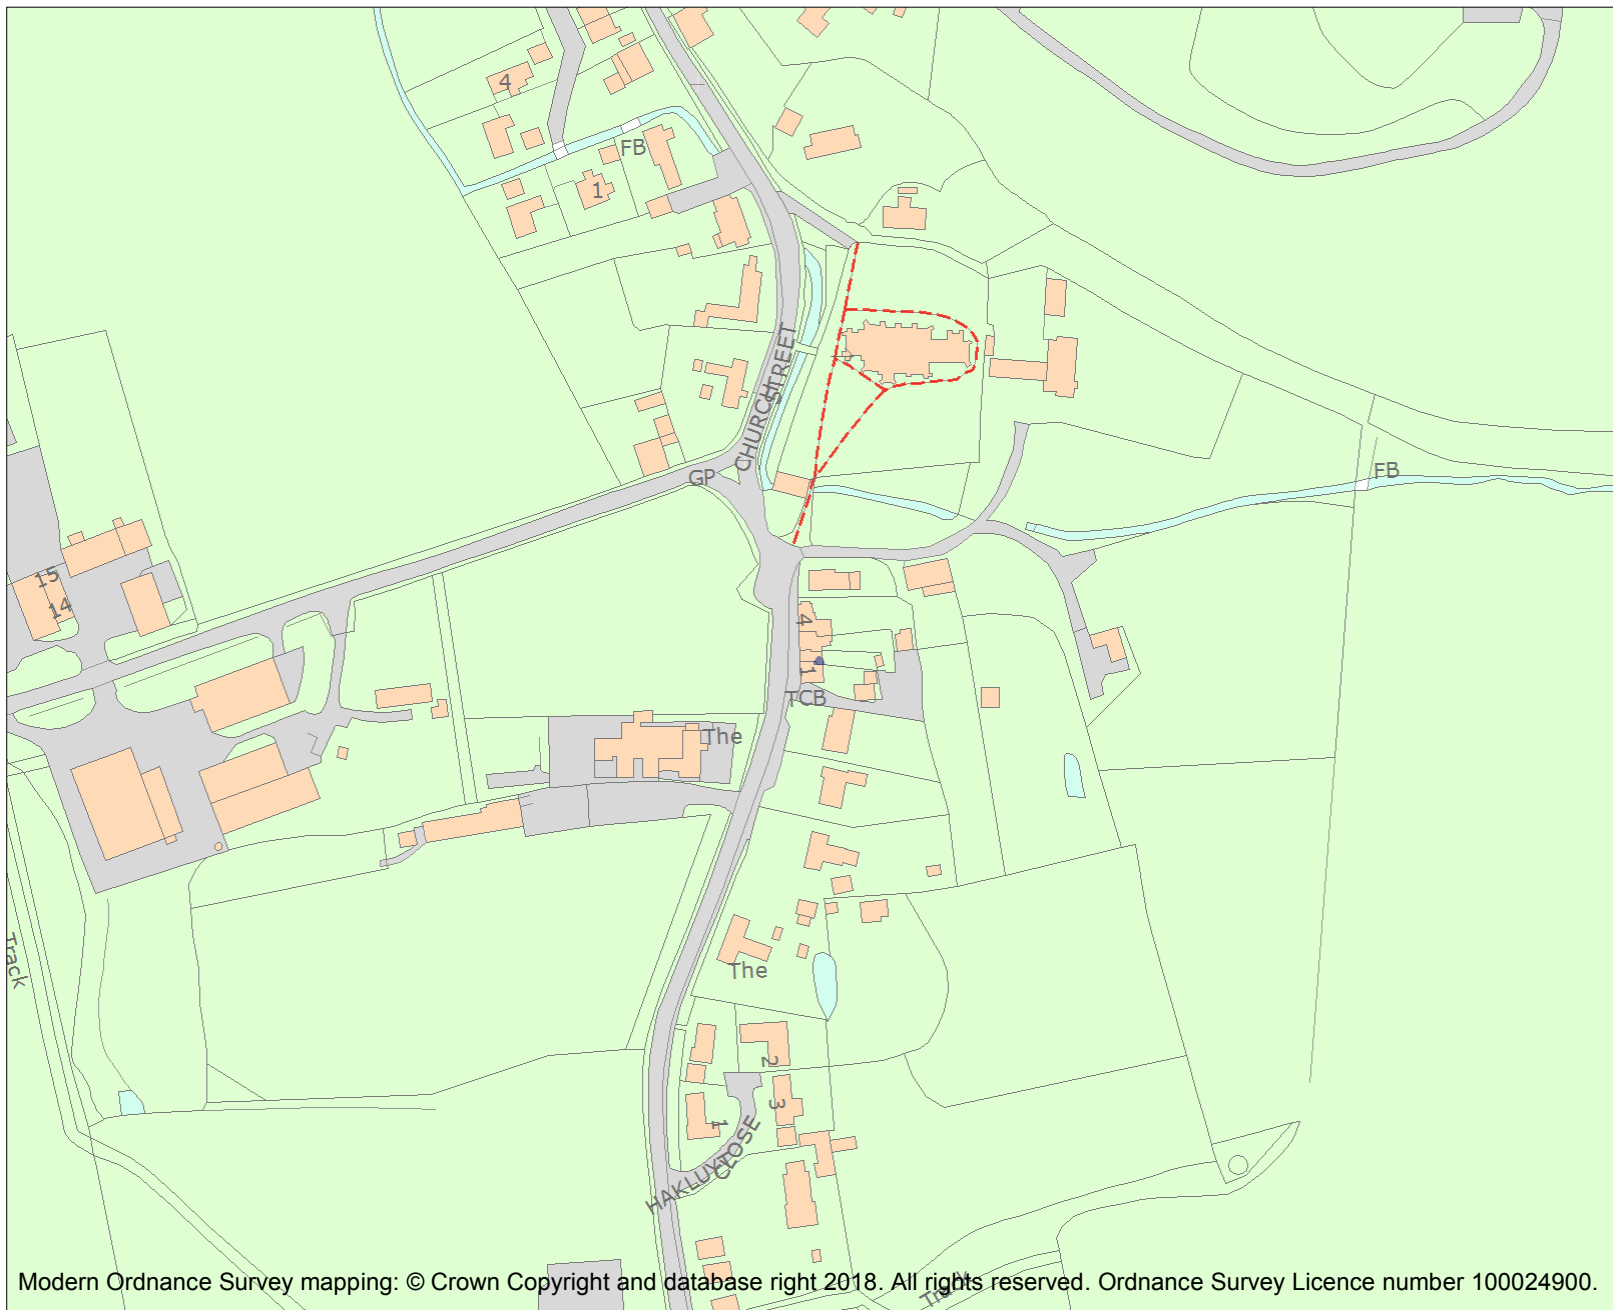 4
FB
1
CHURCH
STREET
GP
FB
15
14
4
1
TCB
The
Track
The
2
3
1
HAKLUYT
CLOSE
Track
Modern Ordnance Survey mapping: © Crown Copyright and database right 2018. All rights reserved. Ordnance Survey Licence number 100024900.